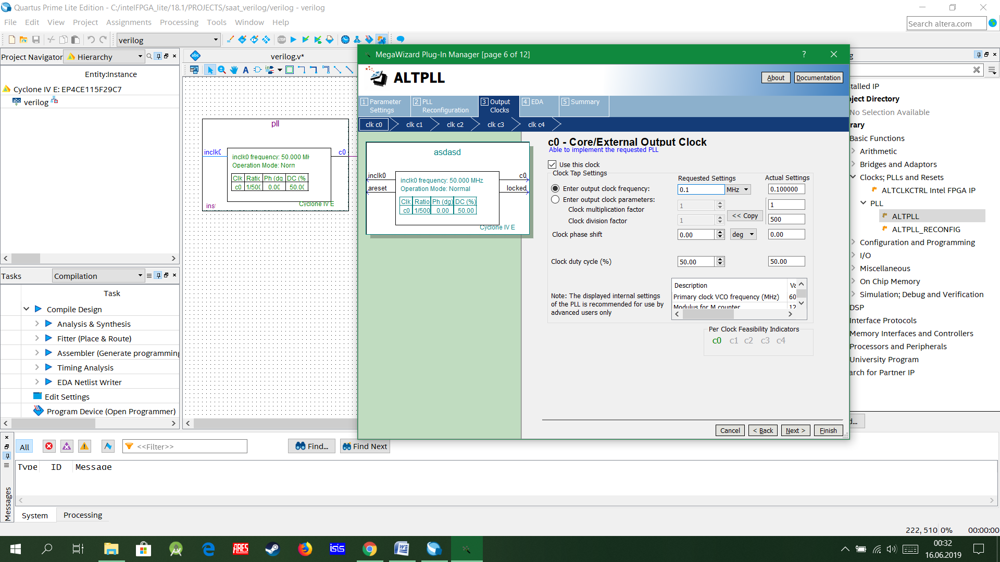 Quartus Prime Lite Edition - C:/intelFPGA_lite/18.1/PROJECTS/saat_verilog/verilog - verilog
File Edit View Project Assignments Processing Tools Window Help
Search altera.com
verilog
Project Navigator Hierarchy
Entity:Instance
Cyclone IV E: EP4CE115F29C7
verilog
Tasks Compilation
Task
Compile Design
Analysis & Synthesis
Fitter (Place & Route)
Assembler (Generate programming
Timing Analysis
EDA Netlist Writer
Edit Settings
Program Device (Open Programmer)
verilog.v*
pll
inclk0
c0
inclk0 frequency: 50.000 MH
Operation Mode: Norm
Clk Ratio Ph (dg DC (%
c0 1/500 0.00 50.00
inst
Cyclone IV E
MegaWizard Plug-In Manager [page 6 of 12]
ALTPLL
About Documentation
1 Parameter Settings
2 PLL Reconfiguration
3 Output Clocks
4 EDA
5 Summary
clk c0 clk c1 clk c2 clk c3 clk c4
asdasd
inclk0
areset
c0
locked
inclk0 frequency: 50.000 MHz
Operation Mode: Normal
Clk Ratio Ph (dg) DC (%)
c0 1/500 0.00 50.00
Cyclone IV E
c0 - Core/External Output Clock
Able to implement the requested PLL
Use this clock
Clock Tap Settings
Requested Settings Actual Settings
Enter output clock frequency: 0.1 MHz 0.100000
Enter output clock parameters:
Clock multiplication factor 1 1
<< Copy
Clock division factor 1 500
Clock phase shift 0.00 deg 0.00
Clock duty cycle (%) 50.00 50.00
Note: The displayed internal settings
of the PLL is recommended for use by
advanced users only
Description Va
Primary clock VCO frequency (MHz) 60
Modulus for M counter 12
Per Clock Feasibility Indicators
c0 c1 c2 c3 c4
Cancel < Back Next > Finish
g
stalled IP
oject Directory
No Selection Available
rary
Basic Functions
Arithmetic
Bridges and Adaptors
Clocks; PLLs and Resets
ALTCLKCTRL Intel FPGA IP
PLL
ALTPLL
ALTPLL_RECONFIG
Configuration and Programming
I/O
Miscellaneous
On Chip Memory
Simulation; Debug and Verification
DSP
Interface Protocols
Memory Interfaces and Controllers
Processors and Peripherals
University Program
arch for Partner IP
d...
All <<Filter>> Find... Find Next
Type ID Message
Messages
System Processing
222, 510 0% 00:00:00
ARES
isis
00:32
16.06.2019